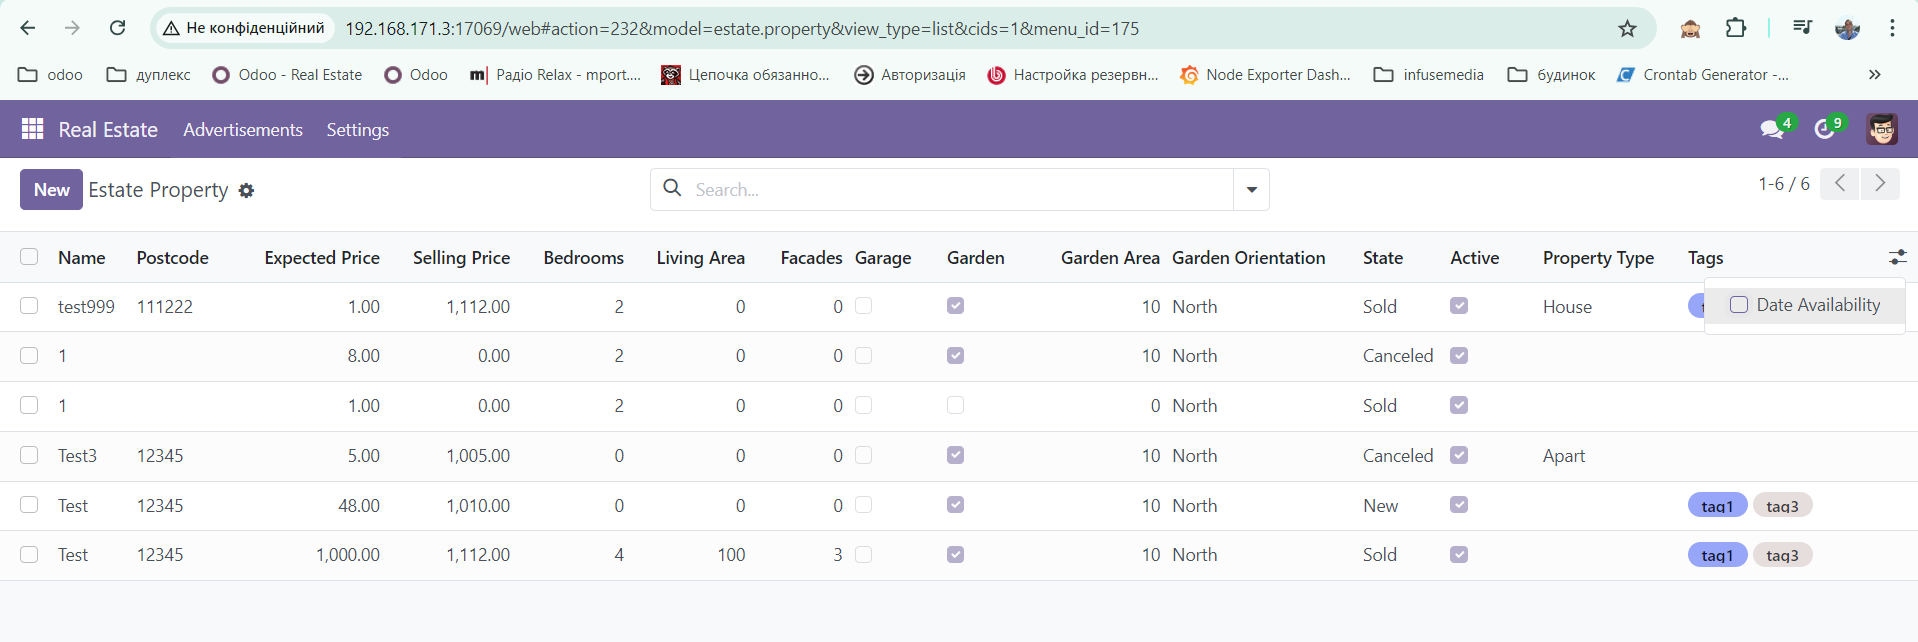 Не конфіденційний 192.168.171.3:17069/web#action=232&model=estate.property&view_type=list&cids=1&menu_id=175
odoo дуплекс Odoo - Real Estate Odoo m| Радіо Relax - mport.... Цепочка обязанно... Авторизація Настройка резервн... Node Exporter Dash... infusemedia будинок Crontab Generator -...
Real Estate Advertisements Settings 4 9
New Estate Property Search... 1-6 / 6
Name Postcode Expected Price Selling Price Bedrooms Living Area Facades Garage Garden Garden Area Garden Orientation State Active Property Type Tags
test999 111222 1.00 1,112.00 2 0 0 10 North Sold House Date Availability
1 8.00 0.00 2 0 0 10 North Canceled
1 1.00 0.00 2 0 0 0 North Sold
Test3 12345 5.00 1,005.00 0 0 0 10 North Canceled Apart
Test 12345 48.00 1,010.00 0 0 0 10 North New tag1 tag3
Test 12345 1,000.00 1,112.00 4 100 3 10 North Sold tag1 tag3